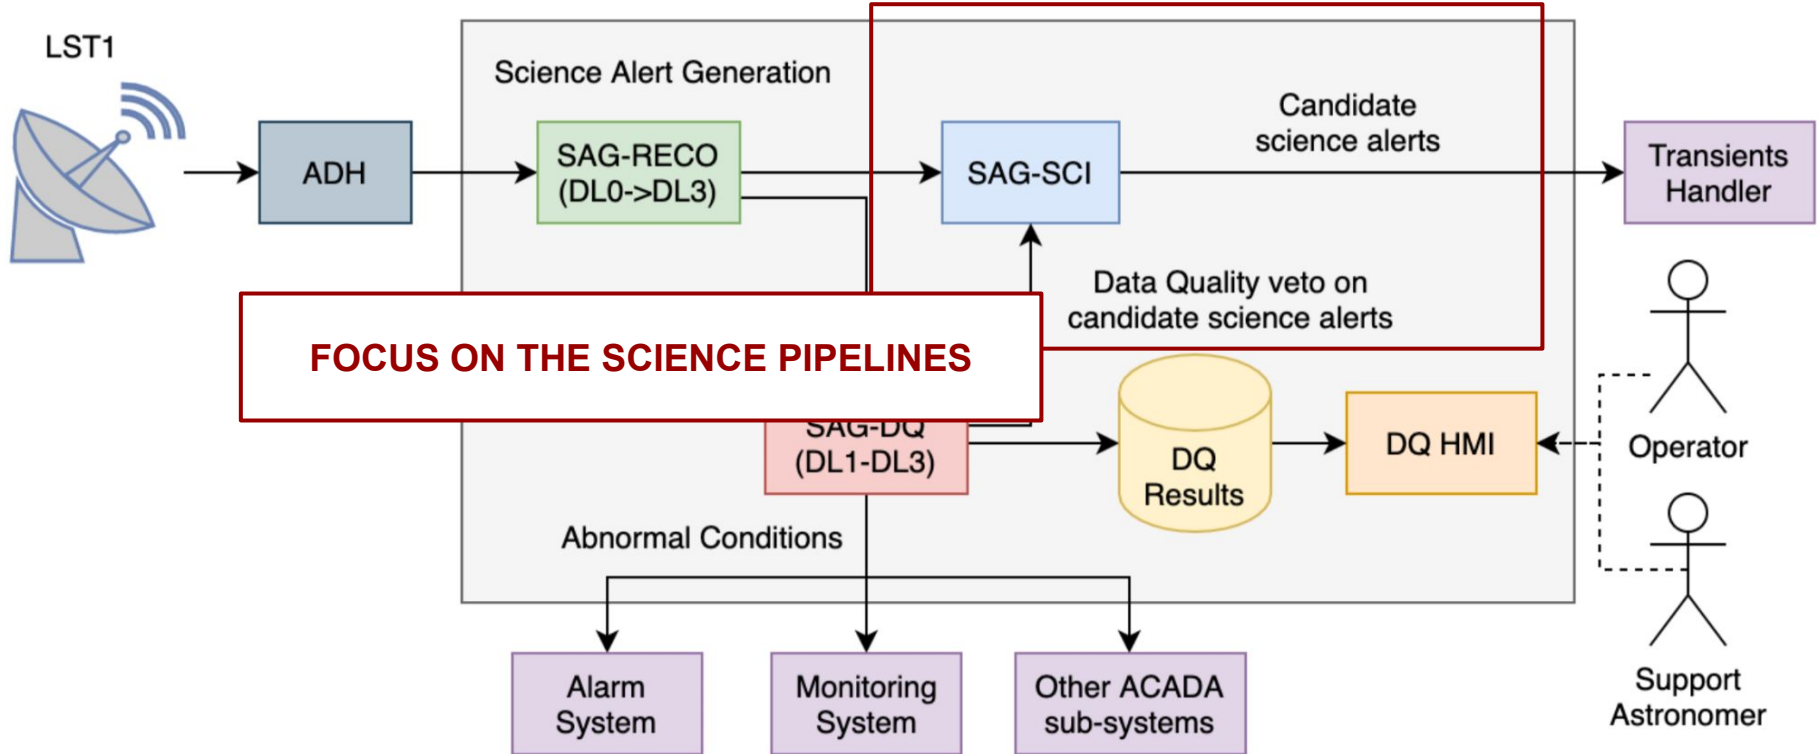 LST1
Science Alert Generation
ADH
SAG-RECO
(DL0->DL3)
SAG-SCI
Candidate
science alerts
Transients
Handler
Data Quality veto on
candidate science alerts
FOCUS ON THE SCIENCE PIPELINES
SAG-DQ
(DL1-DL3)
DQ
Results
DQ HMI
Operator
Abnormal Conditions
Alarm
System
Monitoring
System
Other ACADA
sub-systems
Support
Astronomer